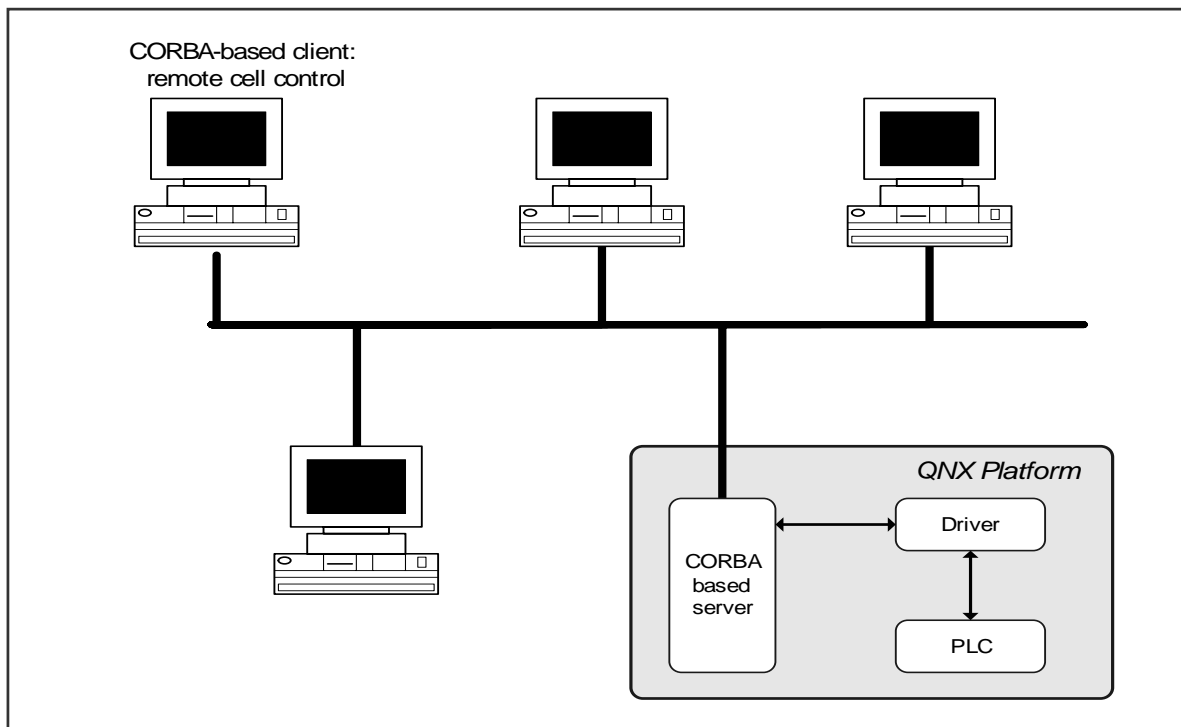 CORBA-based client:
remote cell control
QNX Platform
CORBA
based
server
Driver
PLC